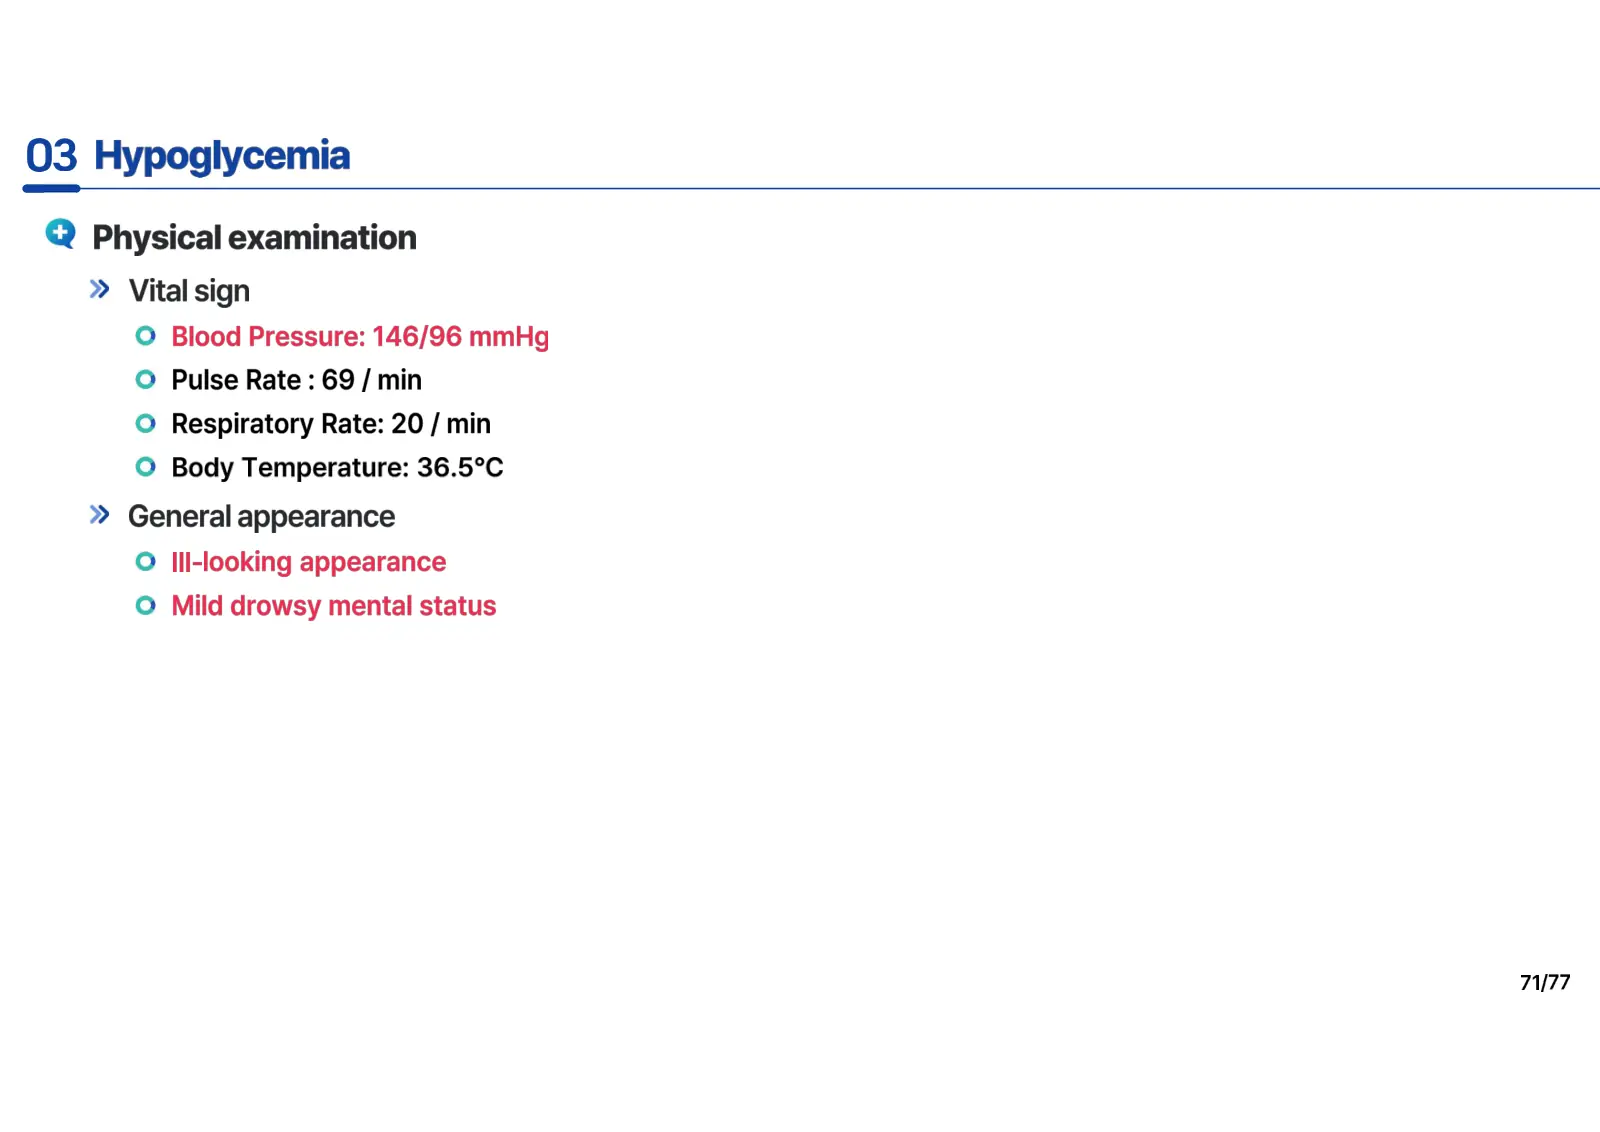 03 Hypoglycemia
Physical examination
Vital sign
Blood Pressure: 146/96 mmHg
Pulse Rate : 69 / min
Respiratory Rate: 20 / min
Body Temperature: 36.5°C
General appearance
Ill-looking appearance
Mild drowsy mental status
71/77